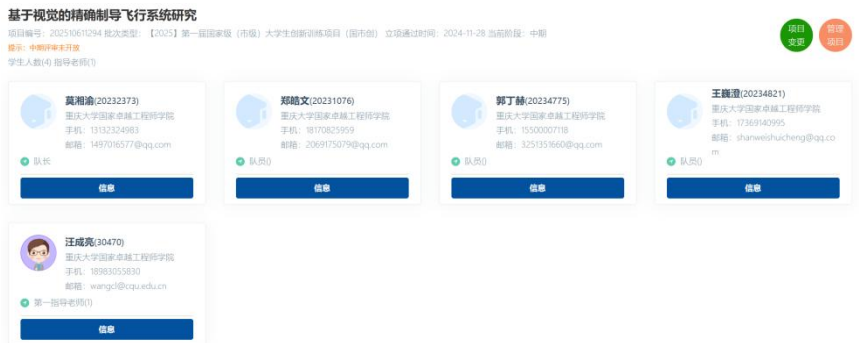 基于视觉的精确制导飞行系统研究
项目编号：202510611294 批次类型：【2025】第一届国家级（市级）大学生创新训练项目（国市创） 立项通过时间：2024-11-28 当前阶段：中期
提示：中期评审未开放
学生人数(4) 指导老师(1)
项目
变更
管理
项目
莫湘渝(20232373)
重庆大学国家卓越工程师学院
手机：13132324983
邮箱：1497016577@qq.com
队长
信息
郑皓文(20231076)
重庆大学国家卓越工程师学院
手机：18170825959
邮箱：2069175079@qq.com
队员()
信息
郭丁赫(20234775)
重庆大学国家卓越工程师学院
手机：15500007118
邮箱：3251351660@qq.com
队员()
信息
王巍澄(20234821)
重庆大学国家卓越工程师学院
手机：17369140995
邮箱：shanweishuicheng@qq.co
m
队员()
信息
汪成亮(30470)
重庆大学国家卓越工程师学院
手机：18983055830
邮箱：wangcl@cqu.edu.cn
第一指导老师(1)
信息